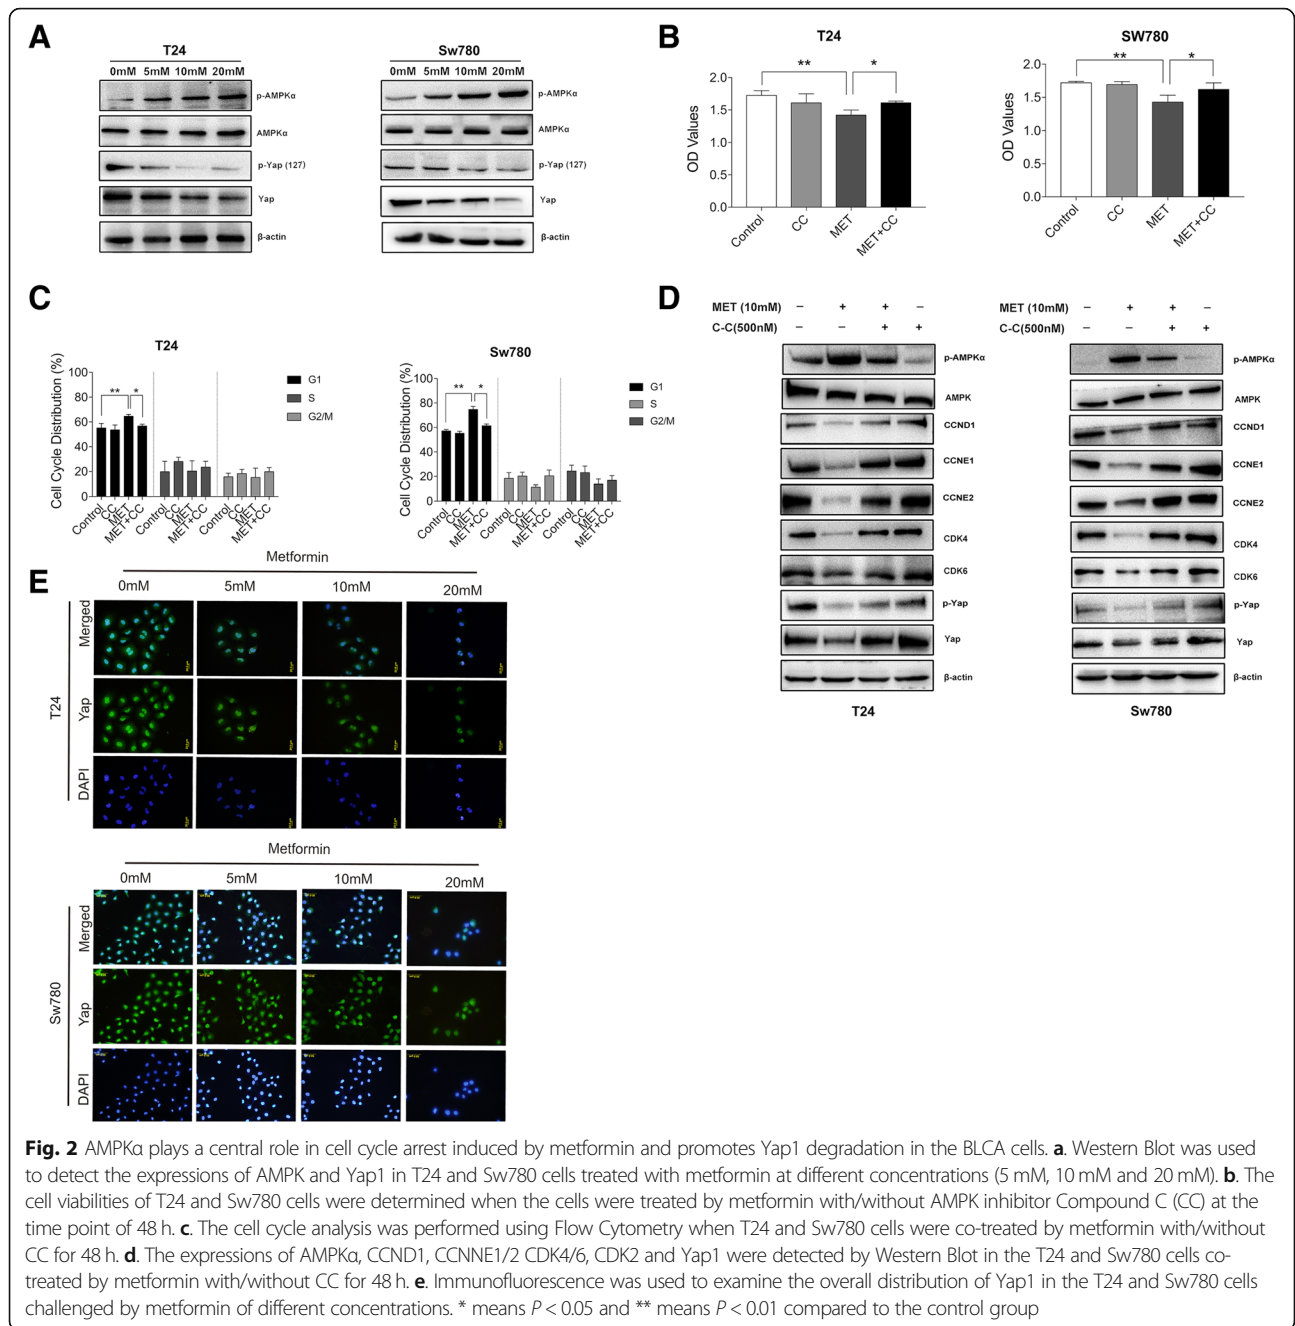 A
T24
0mM 5mM 10mM 20mM
p-AMPKα
AMPKα
p-Yap (127)
Yap
β-actin
Sw780
0mM 5mM 10mM 20mM
p-AMPKα
AMPKα
p-Yap (127)
Yap
β-actin
B
T24
OD Values
2.0
1.5
1.0
0.5
0.0
** *
Control CC MET MET+CC
SW780
OD Values
2.0
1.5
1.0
0.5
0.0
** *
Control CC MET MET+CC
C
T24
Cell Cycle Distribution (%)
100
80
60
40
20
0
** *
Control CC MET MET+CC Control CC MET MET+CC Control CC MET MET+CC
G1
S
G2/M
Sw780
Cell Cycle Distribution (%)
100
80
60
40
20
0
** *
Control CC MET MET+CC Control CC MET MET+CC Control CC MET MET+CC
G1
S
G2/M
D
MET (10mM) − + + −
C-C(500nM) − − + +
p-AMPKα
AMPK
CCND1
CCNE1
CCNE2
CDK4
CDK6
p-Yap
Yap
β-actin
T24
MET (10mM) − + + −
C-C(500nM) − − + +
p-AMPKα
AMPK
CCND1
CCNE1
CCNE2
CDK4
CDK6
p-Yap
Yap
β-actin
Sw780
E
Metformin
0mM 5mM 10mM 20mM
T24
Merged
Yap
DAPI
Metformin
0mM 5mM 10mM 20mM
Sw780
Merged
Yap
DAPI
Fig. 2 AMPKα plays a central role in cell cycle arrest induced by metformin and promotes Yap1 degradation in the BLCA cells. a. Western Blot was used
to detect the expressions of AMPK and Yap1 in T24 and Sw780 cells treated with metformin at different concentrations (5 mM, 10 mM and 20 mM). b. The
cell viabilities of T24 and Sw780 cells were determined when the cells were treated by metformin with/without AMPK inhibitor Compound C (CC) at the
time point of 48 h. c. The cell cycle analysis was performed using Flow Cytometry when T24 and Sw780 cells were co-treated by metformin with/without
CC for 48 h. d. The expressions of AMPKα, CCND1, CCNNE1/2 CDK4/6, CDK2 and Yap1 were detected by Western Blot in the T24 and Sw780 cells co-
treated by metformin with/without CC for 48 h. e. Immunofluorescence was used to examine the overall distribution of Yap1 in the T24 and Sw780 cells
challenged by metformin of different concentrations. * means P < 0.05 and ** means P < 0.01 compared to the control group